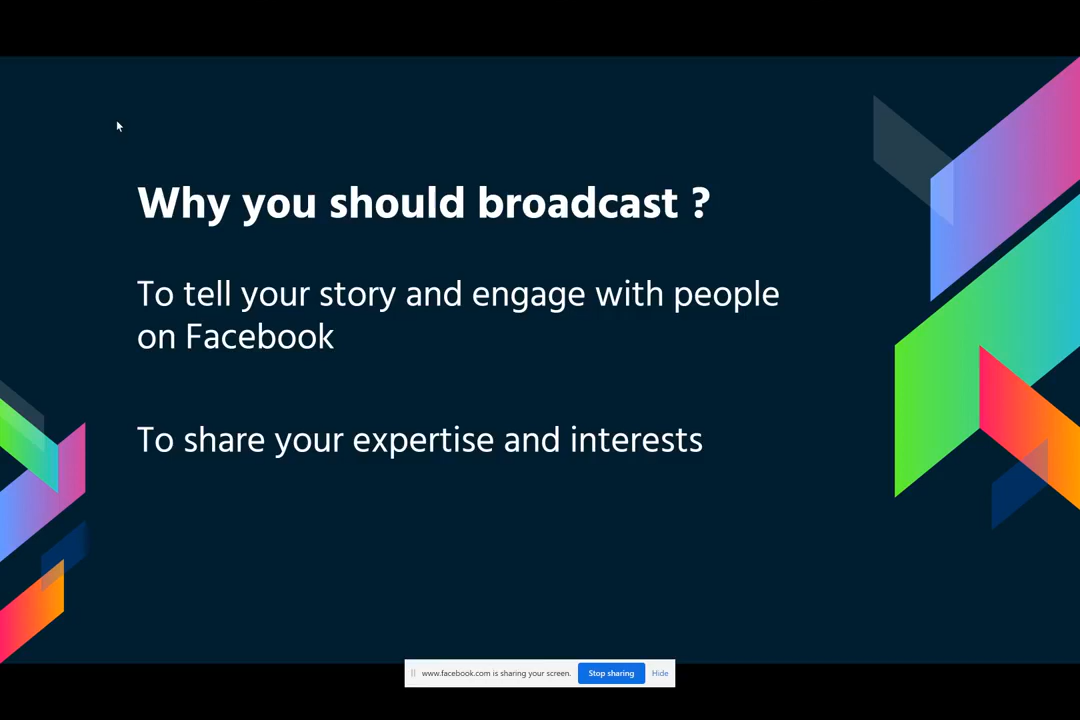 Why you should broadcast ?
To tell your story and engage with people
on Facebook
To share your expertise and interests
www.facebook.com is sharing your screen.
Stop sharing
Hide